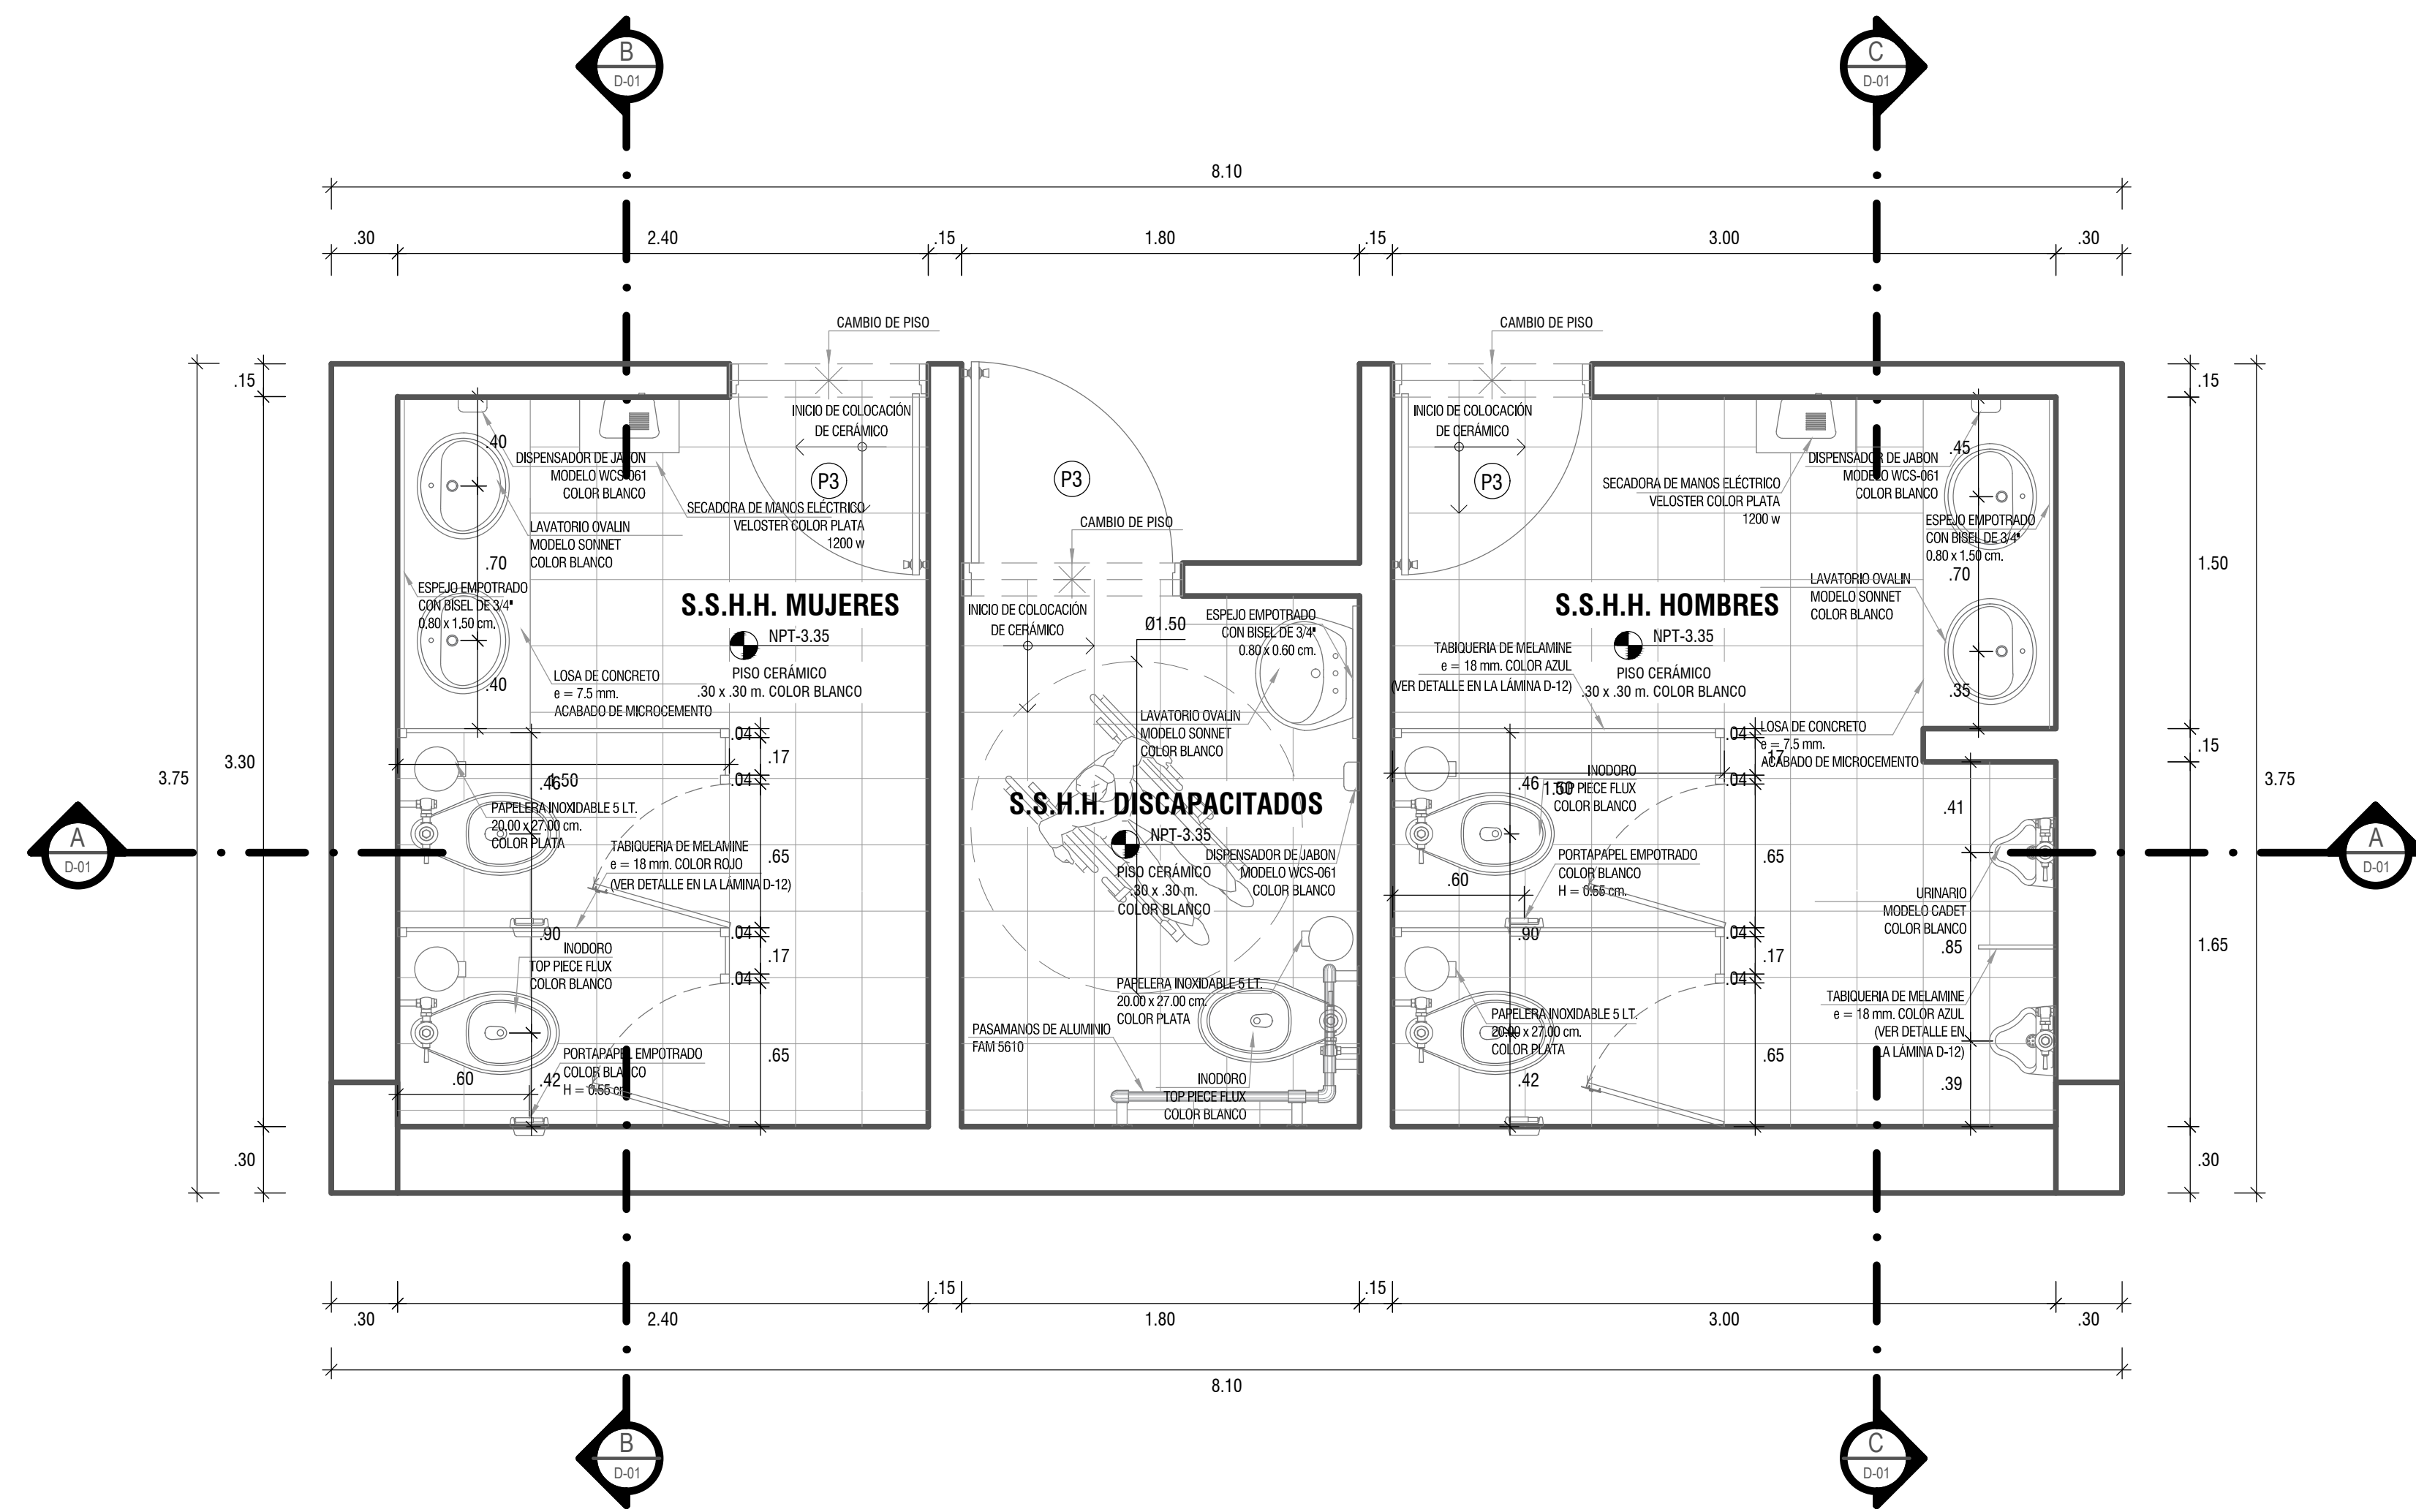 B
D-01
C
D-01
8.10
.30
2.40
.15
1.80
.15
3.00
.30
CAMBIO DE PISO
CAMBIO DE PISO
.15
3.30
3.75
.30
.15
1.50
.15
1.65
.30
3.75
A
D-01
A
D-01
INICIO DE COLOCACIÓN
DE CERÁMICO
P3
.40
DISPENSADOR DE JABON
MODELO WCS-061
COLOR BLANCO
SECADORA DE MANOS ELÉCTRICO
VELOSTER COLOR PLATA
1200 w
LAVATORIO OVALIN
MODELO SONNET
COLOR BLANCO
.70
ESPEJO EMPOTRADO
CON BISEL DE 3/4"
0.80 x 1.50 cm.
S.S.H.H. MUJERES
NPT-3.35
PISO CERÁMICO
.30 x .30 m. COLOR BLANCO
.40
LOSA DE CONCRETO
e = 7.5 mm.
ACABADO DE MICROCEMENTO
.04
.17
.04
.46
1.50
PAPELERA INOXIDABLE 5 LT.
20.00 x 27.00 cm.
COLOR PLATA
TABIQUERIA DE MELAMINE
e = 18 mm. COLOR ROJO
(VER DETALLE EN LA LÁMINA D-12)
.65
.90
.04
.17
.04
INODORO
TOP PIECE FLUX
COLOR BLANCO
PORTAPAPEL EMPOTRADO
COLOR BLANCO
H = 0.55 cm.
.65
.60
.42
P3
CAMBIO DE PISO
INICIO DE COLOCACIÓN
DE CERÁMICO
Ø1.50
ESPEJO EMPOTRADO
CON BISEL DE 3/4"
0.80 x 0.60 cm.
LAVATORIO OVALIN
MODELO SONNET
COLOR BLANCO
S.S.H.H. DISCAPACITADOS
NPT-3.35
PISO CERÁMICO
.30 x .30 m.
COLOR BLANCO
DISPENSADOR DE JABON
MODELO WCS-061
COLOR BLANCO
PAPELERA INOXIDABLE 5 LT.
20.00 x 27.00 cm.
COLOR PLATA
PASAMANOS DE ALUMINIO
FAM 5610
INODORO
TOP PIECE FLUX
COLOR BLANCO
INICIO DE COLOCACIÓN
DE CERÁMICO
P3
SECADORA DE MANOS ELÉCTRICO
VELOSTER COLOR PLATA
1200 w
.45
DISPENSADOR DE JABON
MODELO WCS-061
COLOR BLANCO
ESPEJO EMPOTRADO
CON BISEL DE 3/4"
0.80 x 1.50 cm.
.70
LAVATORIO OVALIN
MODELO SONNET
COLOR BLANCO
S.S.H.H. HOMBRES
NPT-3.35
PISO CERÁMICO
.30 x .30 m. COLOR BLANCO
TABIQUERIA DE MELAMINE
e = 18 mm. COLOR AZUL
(VER DETALLE EN LA LÁMINA D-12)
.35
LOSA DE CONCRETO
e = 7.5 mm.
ACABADO DE MICROCEMENTO
.04
.17
.04
.46
1.50
INODORO
TOP PIECE FLUX
COLOR BLANCO
.41
.65
PORTAPAPEL EMPOTRADO
COLOR BLANCO
H = 0.55 cm.
.60
URINARIO
MODELO CADET
COLOR BLANCO
.85
.90
.04
.17
.04
PAPELERA INOXIDABLE 5 LT.
20.00 x 27.00 cm.
COLOR PLATA
TABIQUERIA DE MELAMINE
e = 18 mm. COLOR AZUL
(VER DETALLE EN
LA LÁMINA D-12)
.65
.42
.39
.30
2.40
.15
1.80
.15
3.00
.30
8.10
B
D-01
C
D-01